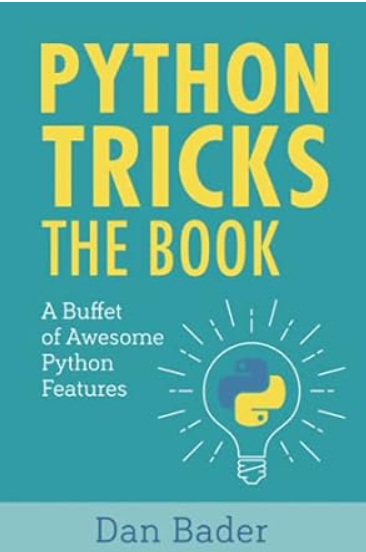 PYTHON
TRICKS
THE BOOK
A Buffet
of Awesome
Python
Features
Dan Bader